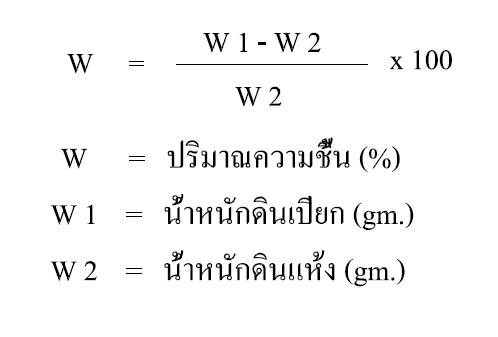 W = W 1 - W 2 x 100
W 2
W = ปริมาณความชื้น (%)
W 1 = น้ำหนักดินเปียก (gm.)
W 2 = น้ำหนักดินแห้ง (gm.)